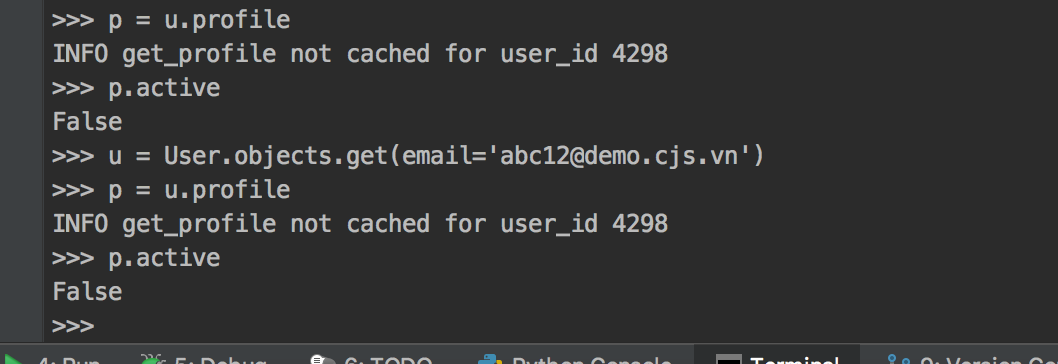 >>> p = u.profile
INFO get_profile not cached for user_id 4298
>>> p.active
False
>>> u = User.objects.get(email='abc12@demo.cjs.vn')
>>> p = u.profile
INFO get_profile not cached for user_id 4298
>>> p.active
False
>>>
4: Run 5: Debug 6: TODO Python Console Terminal 9: Version